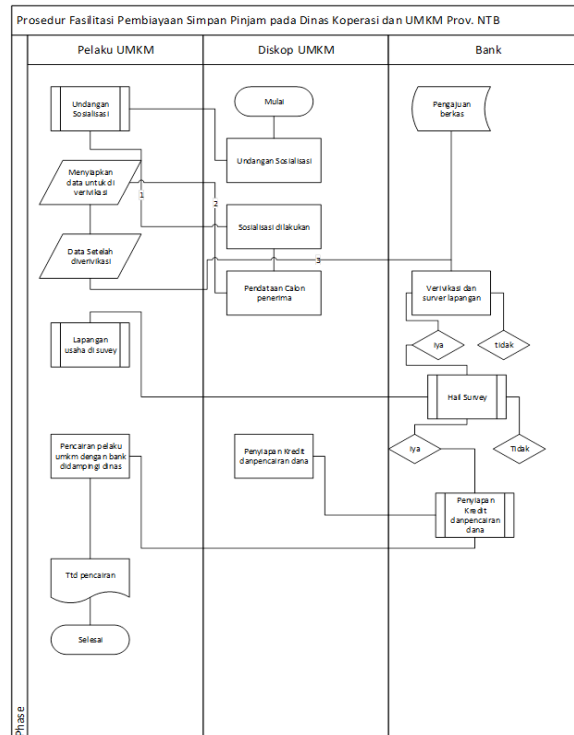 Prosedur Fasilitasi Pembiayaan Simpan Pinjam pada Dinas Koperasi dan UMKM Prov. NTB
Pelaku UMKM
Diskop UMKM
Bank
Undangan
Sosialisasi
Mulai
Pengajuan
berkas
Undangan Sosialisasi
Menyiapkan
data untuk di
verivikasi
1
2
Sosialisasi dilakukan
Data Setelah
diverivikasi
3
Pendataan Calon
penerima
Verivikasi dan
surver lapangan
Lapangan
usaha di suvey
Iya
tidak
Hail Survey
Pencairan pelaku
umkm dengan bank
didampingi dinas
Penyiapan Kredit
danpencairan dana
Iya
Tidak
Penyiapan
Kredit
danpencairan
dana
Ttd pencairan
Selesai
Phase